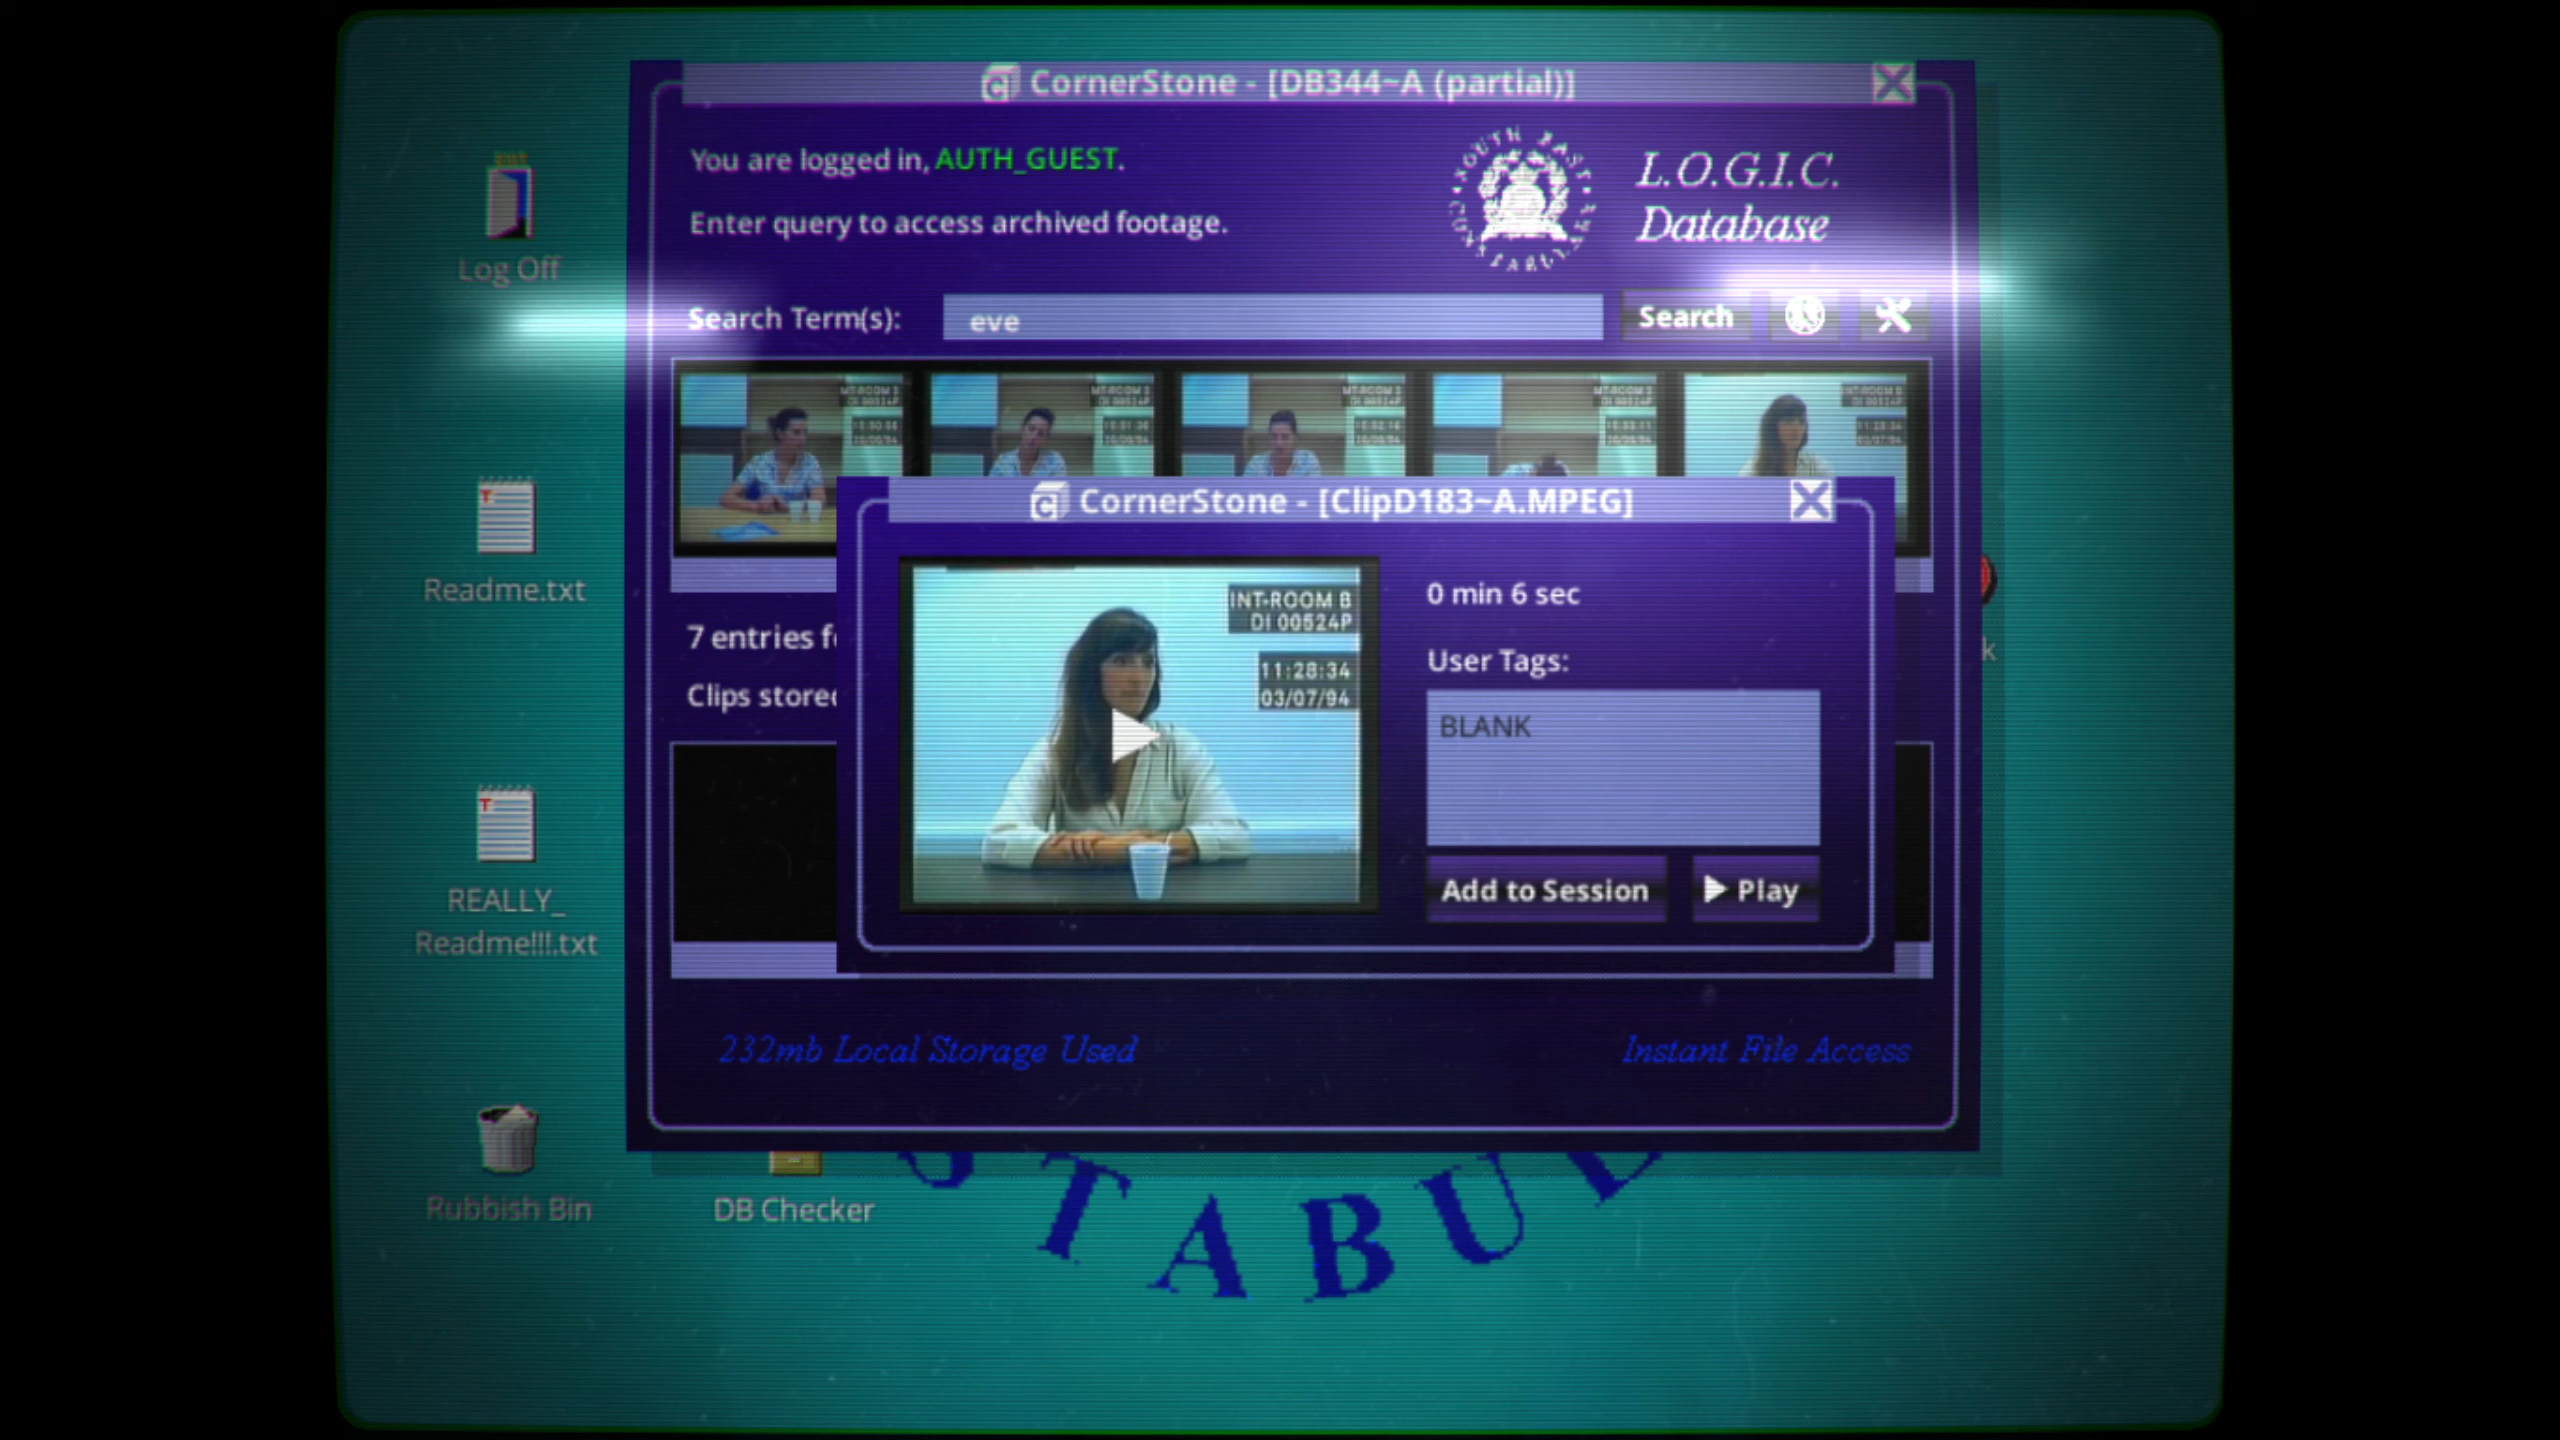 CornerStone - [DB344~A (partial)]
You are logged in, AUTH_GUEST.
Enter query to access archived footage.
SOUTH EAST
L.O.G.I.C.
Database
Log Off
Search Term(s):
eve
Search
CornerStone - [ClipD183~A.MPEG]
INT-ROOM B
DI 00524P
11:28:34
03/07/94
0 min 6 sec
User Tags:
BLANK
Add to Session
Play
Readme.txt
7 entries f
Clips store
k
REALLY_
Readme!!!.txt
232mb Local Storage Used
Instant File Access
Rubbish Bin
DB Checker
STABUL